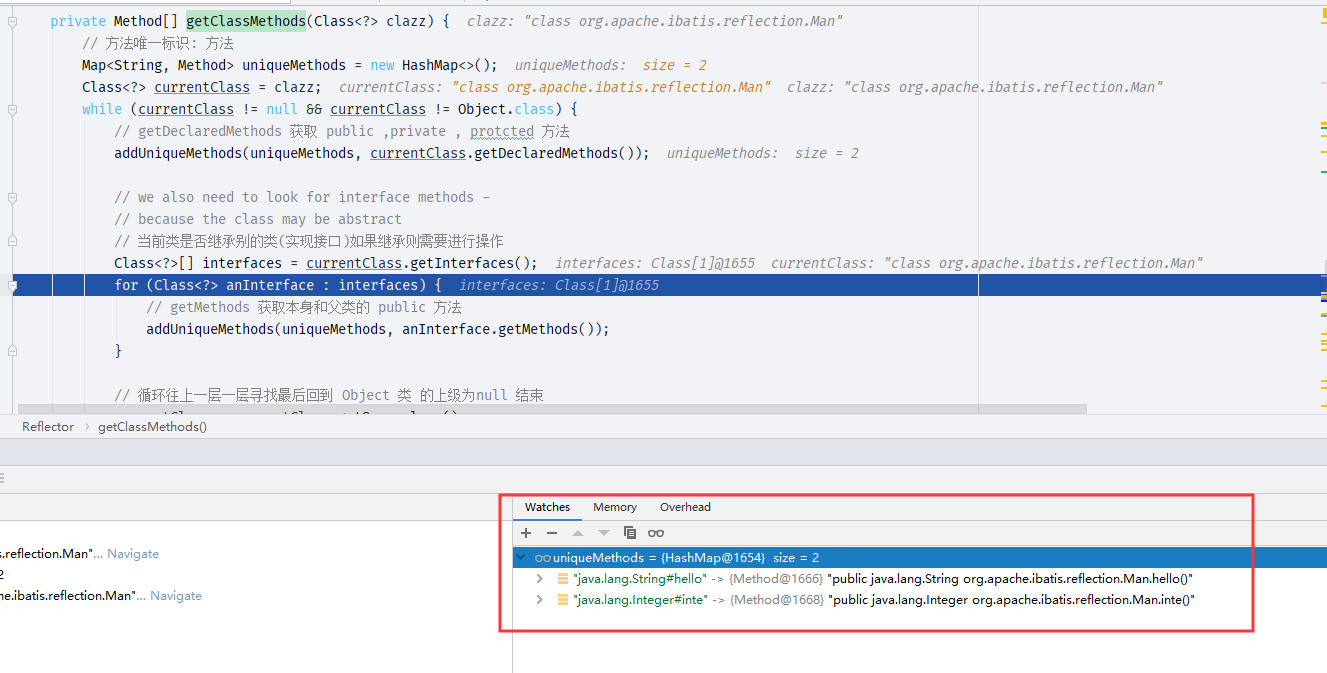 private Method[] getClassMethods(Class<?> clazz) { clazz: "class org.apache.ibatis.reflection.Man"
// 方法唯一标识: 方法
Map<String, Method> uniqueMethods = new HashMap<>(); uniqueMethods: size = 2
Class<?> currentClass = clazz; currentClass: "class org.apache.ibatis.reflection.Man" clazz: "class org.apache.ibatis.reflection.Man"
while (currentClass != null && currentClass != Object.class) {
// getDeclaredMethods 获取 public ,private , protcted 方法
addUniqueMethods(uniqueMethods, currentClass.getDeclaredMethods()); uniqueMethods: size = 2
// we also need to look for interface methods -
// because the class may be abstract
// 当前类是否继承别的类(实现接口)如果继承则需要进行操作
Class<?>[] interfaces = currentClass.getInterfaces(); interfaces: Class[1]@1655 currentClass: "class org.apache.ibatis.reflection.Man"
for (Class<?> anInterface : interfaces) { interfaces: Class[1]@1655
// getMethods 获取本身和父类的 public 方法
addUniqueMethods(uniqueMethods, anInterface.getMethods());
}
// 循环往上一层一层寻找最后回到 Object 类 的上级为null 结束
Reflector › getClassMethods()
Watches Memory Overhead
uniqueMethods = {HashMap@1654} size = 2
s.reflection.Man"... Navigate
2
"java.lang.String#hello" -> {Method@1666} "public java.lang.String org.apache.ibatis.reflection.Man.hello()"
he.ibatis.reflection.Man"... Navigate
"java.lang.Integer#inte" -> {Method@1668} "public java.lang.Integer org.apache.ibatis.reflection.Man.inte()"